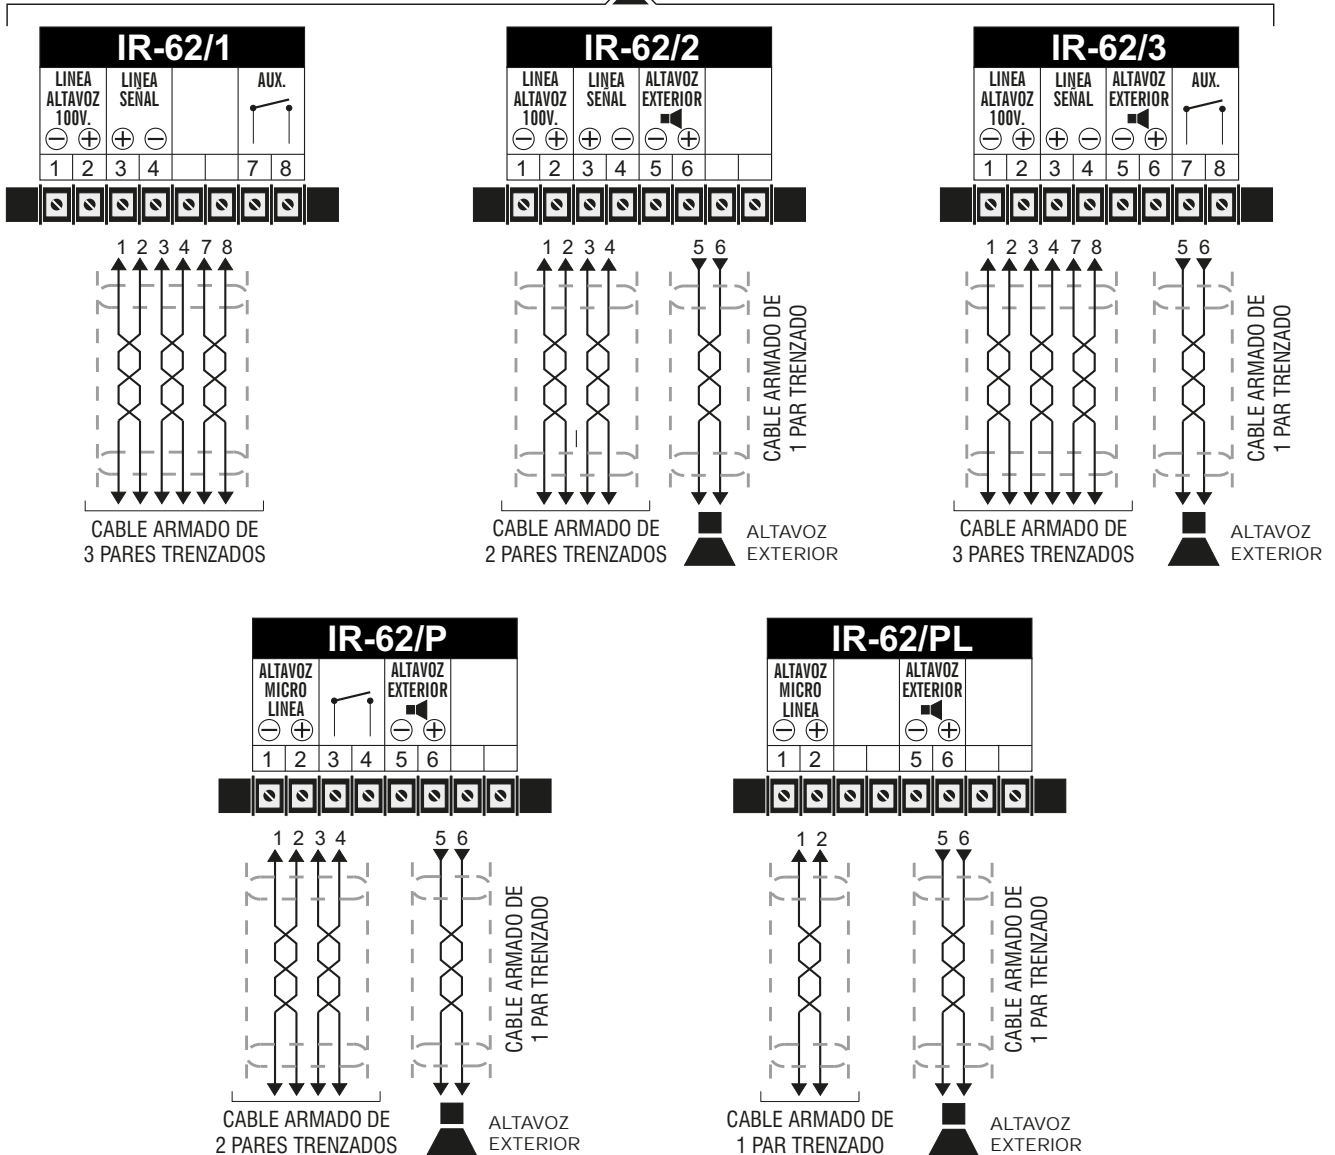 IR-62/1
LINEA
ALTAVOZ
100V.
LINEA
SEÑAL
AUX.
− + + −
1 2 3 4 7 8
1 2 3 4 7 8
CABLE ARMADO DE
3 PARES TRENZADOS
IR-62/2
LINEA
ALTAVOZ
100V.
LINEA
SEÑAL
ALTAVOZ
EXTERIOR
− + + − − +
1 2 3 4 5 6
1 2 3 4
5 6
CABLE ARMADO DE
1 PAR TRENZADO
CABLE ARMADO DE
2 PARES TRENZADOS
ALTAVOZ
EXTERIOR
IR-62/3
LINEA
ALTAVOZ
100V.
LINEA
SEÑAL
ALTAVOZ
EXTERIOR
AUX.
− + + − − +
1 2 3 4 5 6 7 8
1 2 3 4 7 8
5 6
CABLE ARMADO DE
1 PAR TRENZADO
CABLE ARMADO DE
3 PARES TRENZADOS
ALTAVOZ
EXTERIOR
IR-62/P
ALTAVOZ
MICRO
LINEA
ALTAVOZ
EXTERIOR
− + − +
1 2 3 4 5 6
1 2 3 4
5 6
CABLE ARMADO DE
1 PAR TRENZADO
CABLE ARMADO DE
2 PARES TRENZADOS
ALTAVOZ
EXTERIOR
IR-62/PL
ALTAVOZ
MICRO
LINEA
ALTAVOZ
EXTERIOR
− + − +
1 2 5 6
1 2
5 6
CABLE ARMADO DE
1 PAR TRENZADO
CABLE ARMADO DE
1 PAR TRENZADO
ALTAVOZ
EXTERIOR